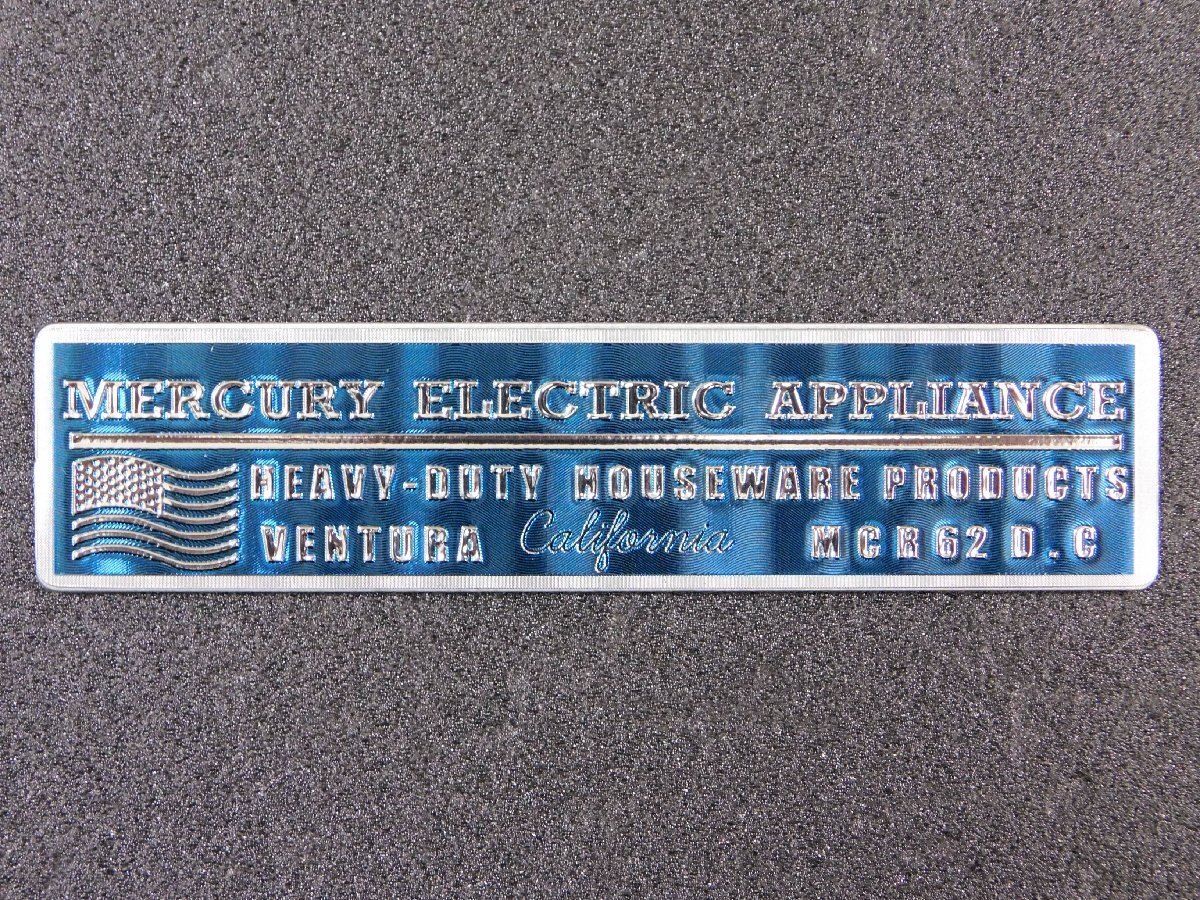 MERCURY ELECTRIC APPLIANCE
HEAVY-DUTY HOUSEWARE PRODUCTS
VENTURA California MCR62 D.C